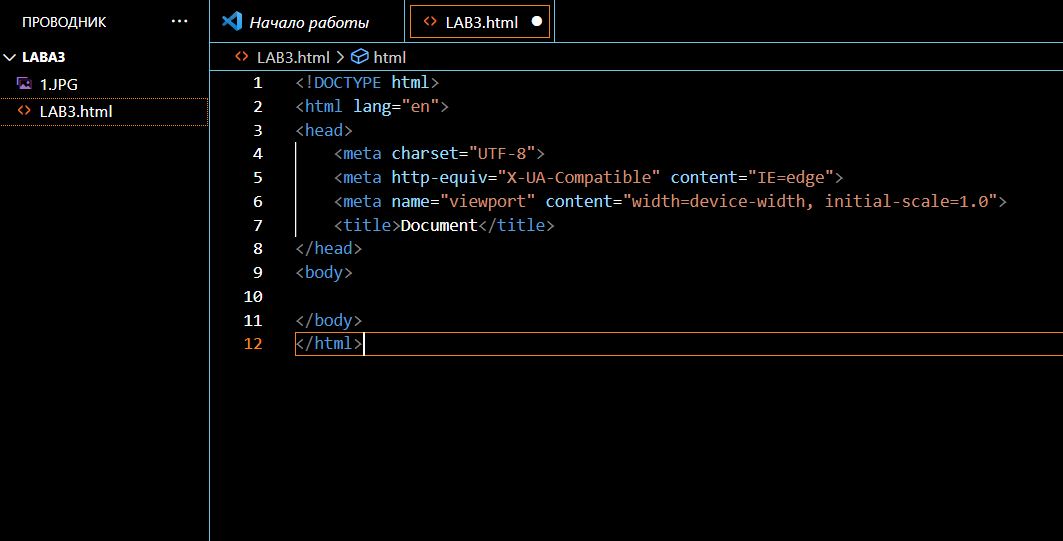 ПРОВОДНИК ...
LABA3
1.JPG
LAB3.html
Начало работы
LAB3.html
LAB3.html > html
1 <!DOCTYPE html>
2 <html lang="en">
3 <head>
4 <meta charset="UTF-8">
5 <meta http-equiv="X-UA-Compatible" content="IE=edge">
6 <meta name="viewport" content="width=device-width, initial-scale=1.0">
7 <title>Document</title>
8 </head>
9 <body>
10
11 </body>
12 </html>